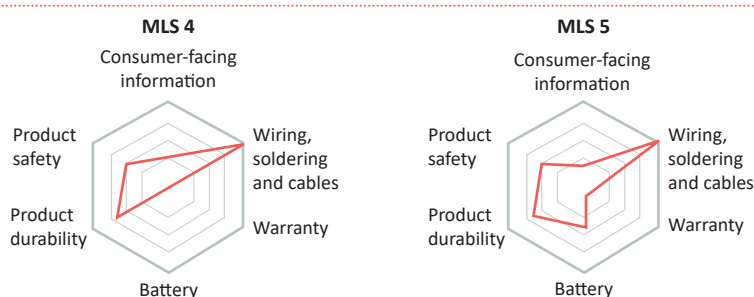 MLS 4
Consumer-facing
information
Product
safety
Wiring,
soldering
and cables
Product
durability
Warranty
Battery
MLS 5
Consumer-facing
information
Product
safety
Wiring,
soldering
and cables
Product
durability
Warranty
Battery